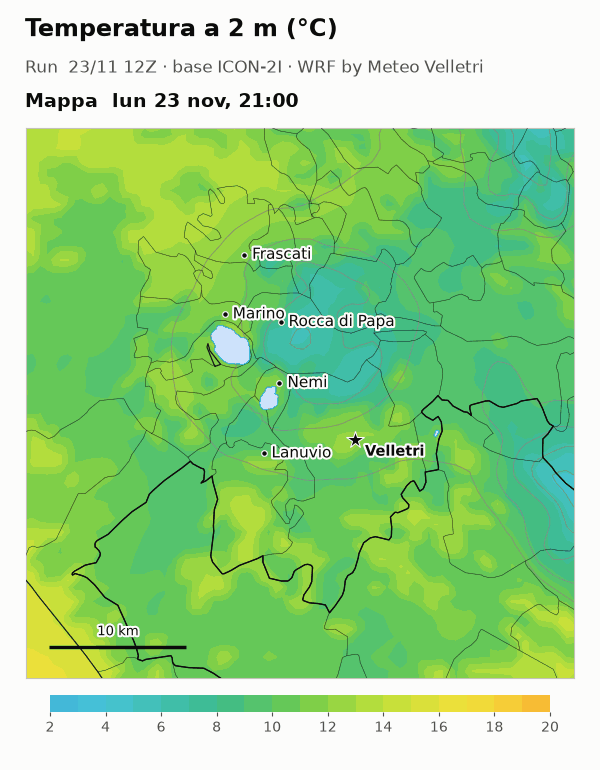 Temperatura a 2 m (°C)
Run  23/11 12Z · base ICON-2I · WRF by Meteo Velletri
Mappa  lun 23 nov, 21:00
Frascati
Marino
Rocca di Papa
Nemi
Velletri
Lanuvio
10 km
2 4 6 8 10 12 14 16 18 20